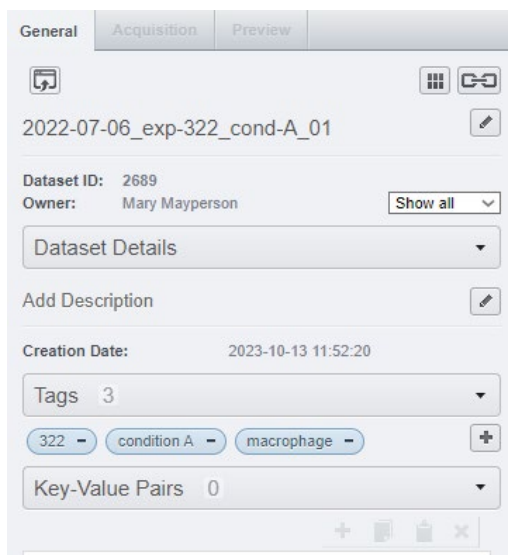 General Acquisition Preview
2022-07-06_exp-322_cond-A_01
Dataset ID: 2689
Owner: Mary Mayperson Show all
Dataset Details
Add Description
Creation Date: 2023-10-13 11:52:20
Tags 3
322 − condition A − macrophage −
Key-Value Pairs 0